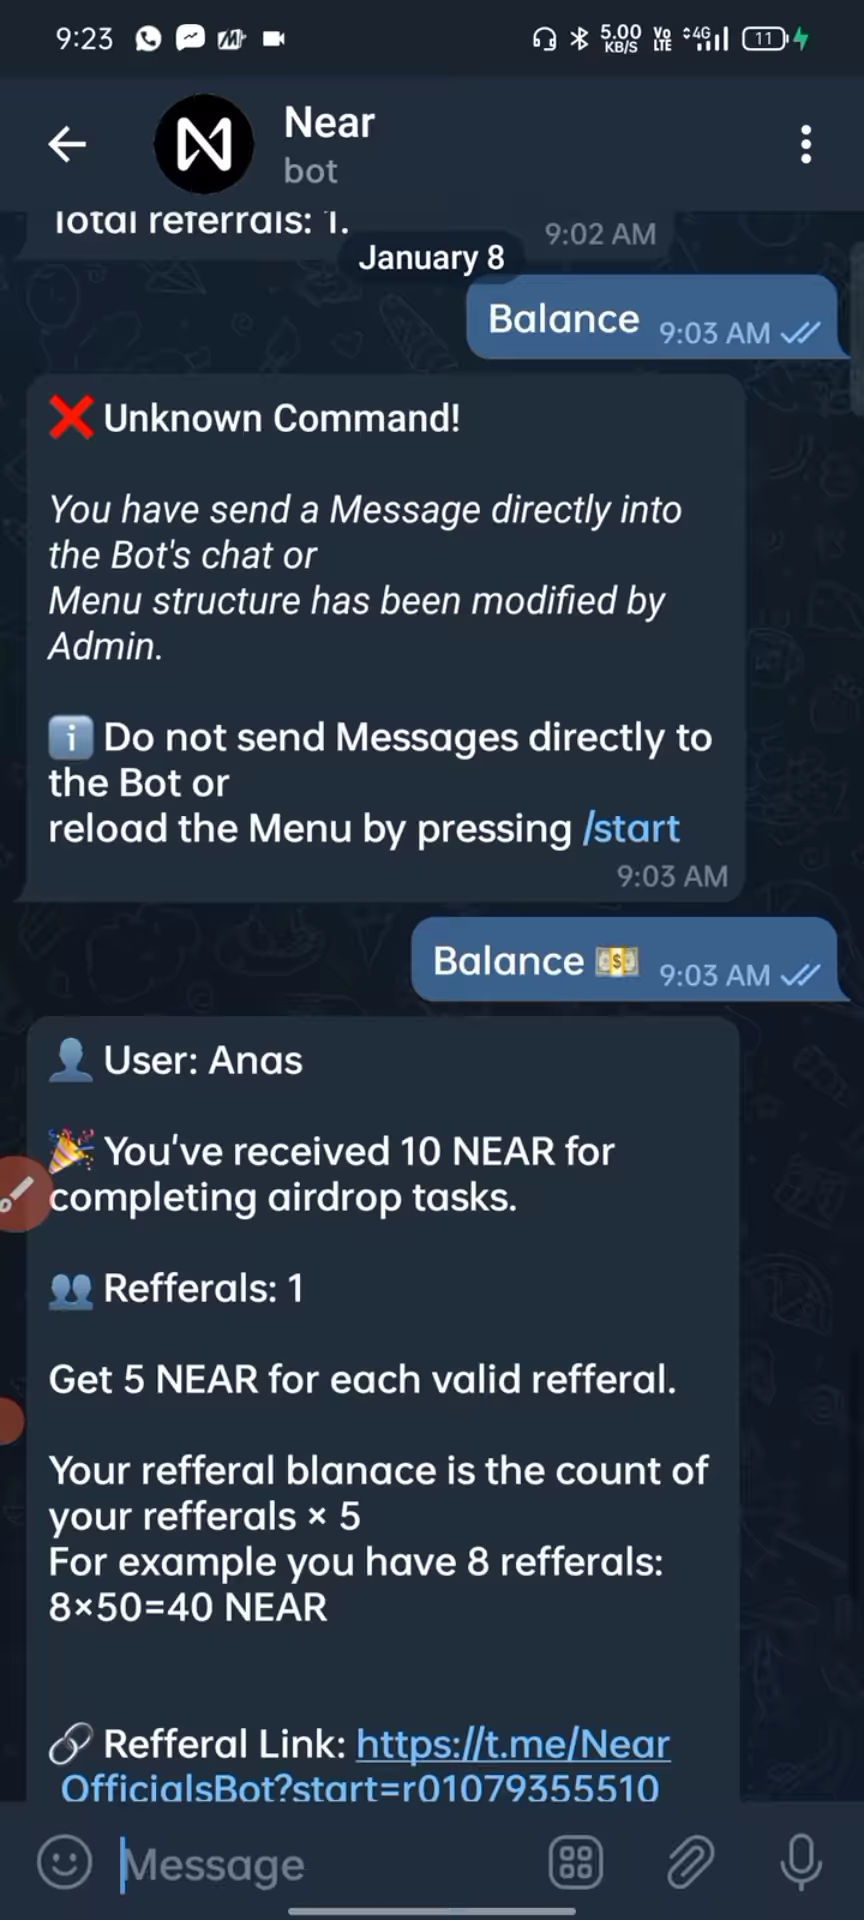 9:23
5.00 KB/S
Vo LTE
4G
11
Near
bot
Total referrals: 1.
9:02 AM
January 8
Balance 9:03 AM
❌ Unknown Command!
You have send a Message directly into
the Bot's chat or
Menu structure has been modified by
Admin.
ℹ️ Do not send Messages directly to
the Bot or
reload the Menu by pressing /start
9:03 AM
Balance 💵 9:03 AM
👤 User: Anas
🎉 You've received 10 NEAR for
completing airdrop tasks.
👥 Refferals: 1
Get 5 NEAR for each valid refferal.
Your refferal blanace is the count of
your refferals × 5
For example you have 8 refferals:
8×50=40 NEAR
🔗 Refferal Link: https://t.me/Near
OfficialsBot?start=r01079355510
Message